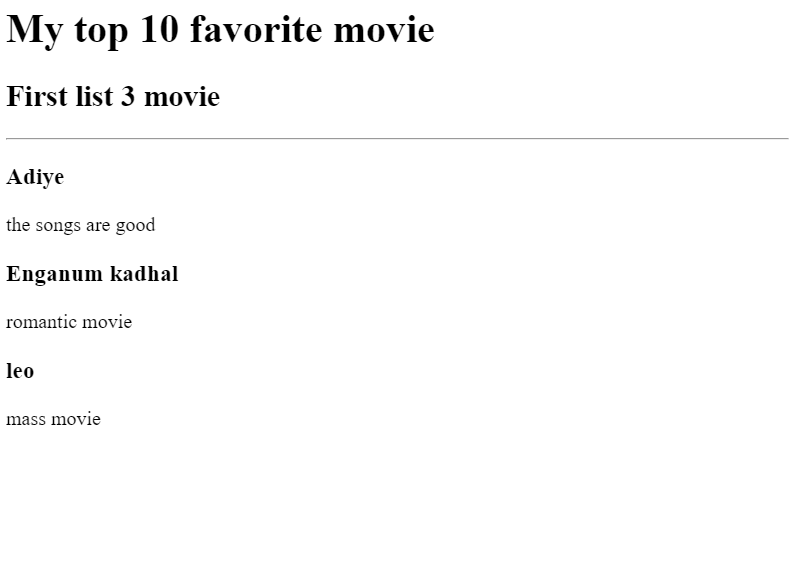 My top 10 favorite movie
First list 3 movie
Adiye
the songs are good
Enganum kadhal
romantic movie
leo
mass movie